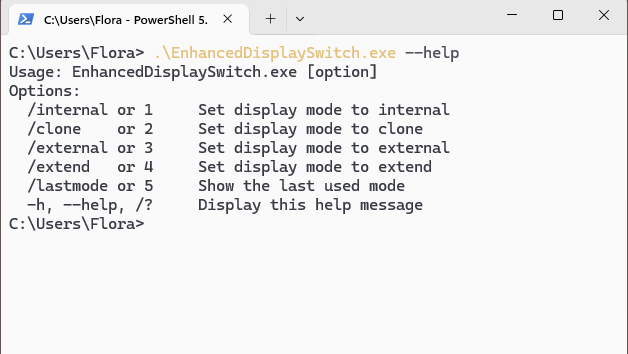 C:\Users\Flora - PowerShell 5.
C:\Users\Flora> .\EnhancedDisplaySwitch.exe --help
Usage: EnhancedDisplaySwitch.exe [option]
Options:
  /internal or 1     Set display mode to internal
  /clone    or 2     Set display mode to clone
  /external or 3     Set display mode to external
  /extend   or 4     Set display mode to extend
  /lastmode or 5     Show the last used mode
  -h, --help, /?     Display this help message
C:\Users\Flora>